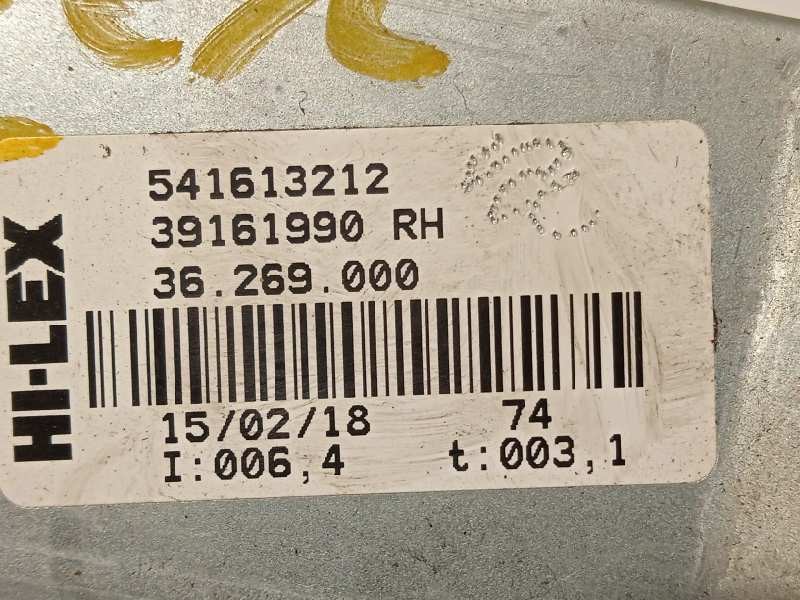 HI-LEX
541613212
39161990 RH
36.269.000
15/02/18 74
I:006,4 t:003,1